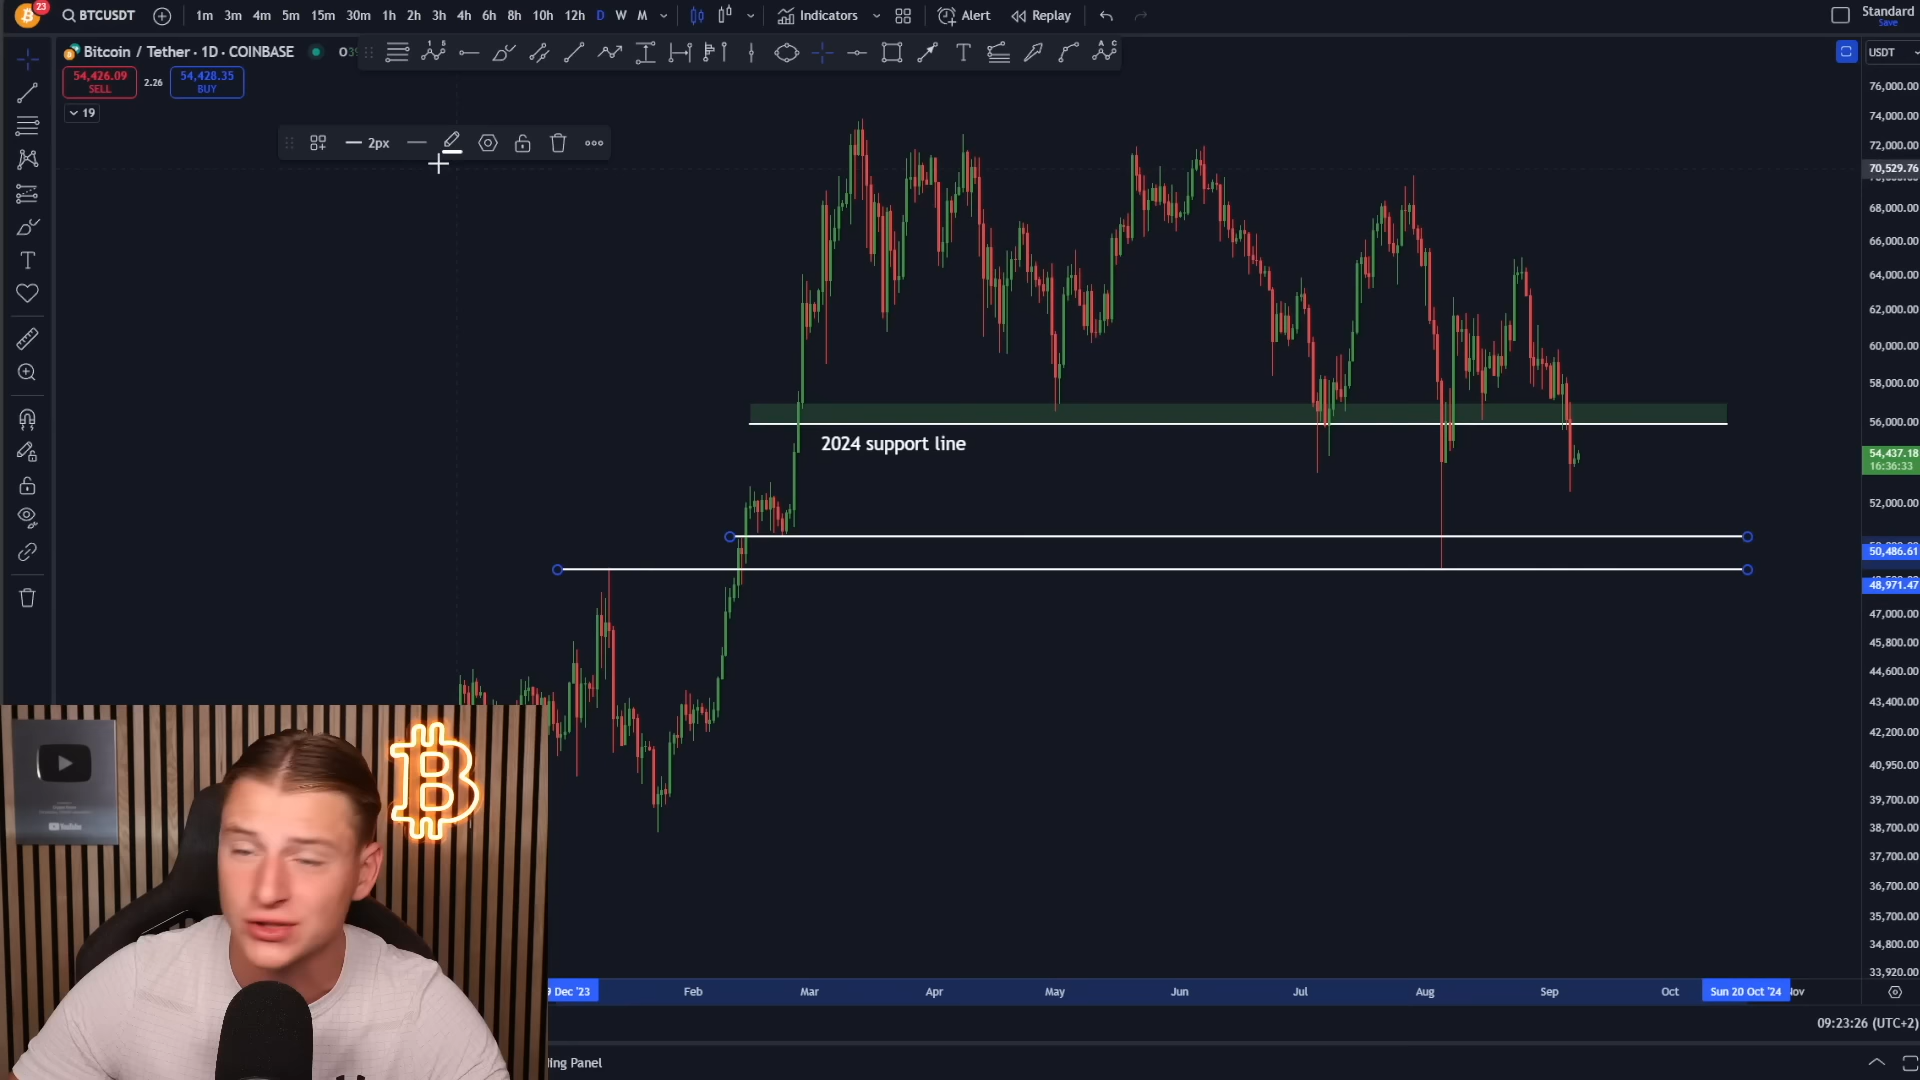 23
BTCUSDT
1m 3m 4m 5m 15m 30m 1h 2h 3h 4h 6h 8h 10h 12h D W M
Indicators
Alert
Replay
Standard
Save
Bitcoin / Tether · 1D · COINBASE
USDT
54,426.09
SELL
2.26
54,428.35
BUY
19
2px
2024 support line
76,000.00
74,000.00
72,000.00
70,529.76
68,000.00
66,000.00
64,000.00
62,000.00
60,000.00
58,000.00
56,000.00
54,437.18
16:36:33
52,000.00
50,486.61
48,971.47
47,000.00
45,800.00
44,600.00
43,400.00
42,200.00
40,950.00
39,700.00
38,700.00
37,700.00
36,700.00
35,700.00
34,800.00
33,920.00
9 Dec '23
Feb Mar Apr May Jun Jul Aug Sep Oct
Sun 20 Oct '24
Nov
09:23:26 (UTC+2)
ing Panel
YouTube